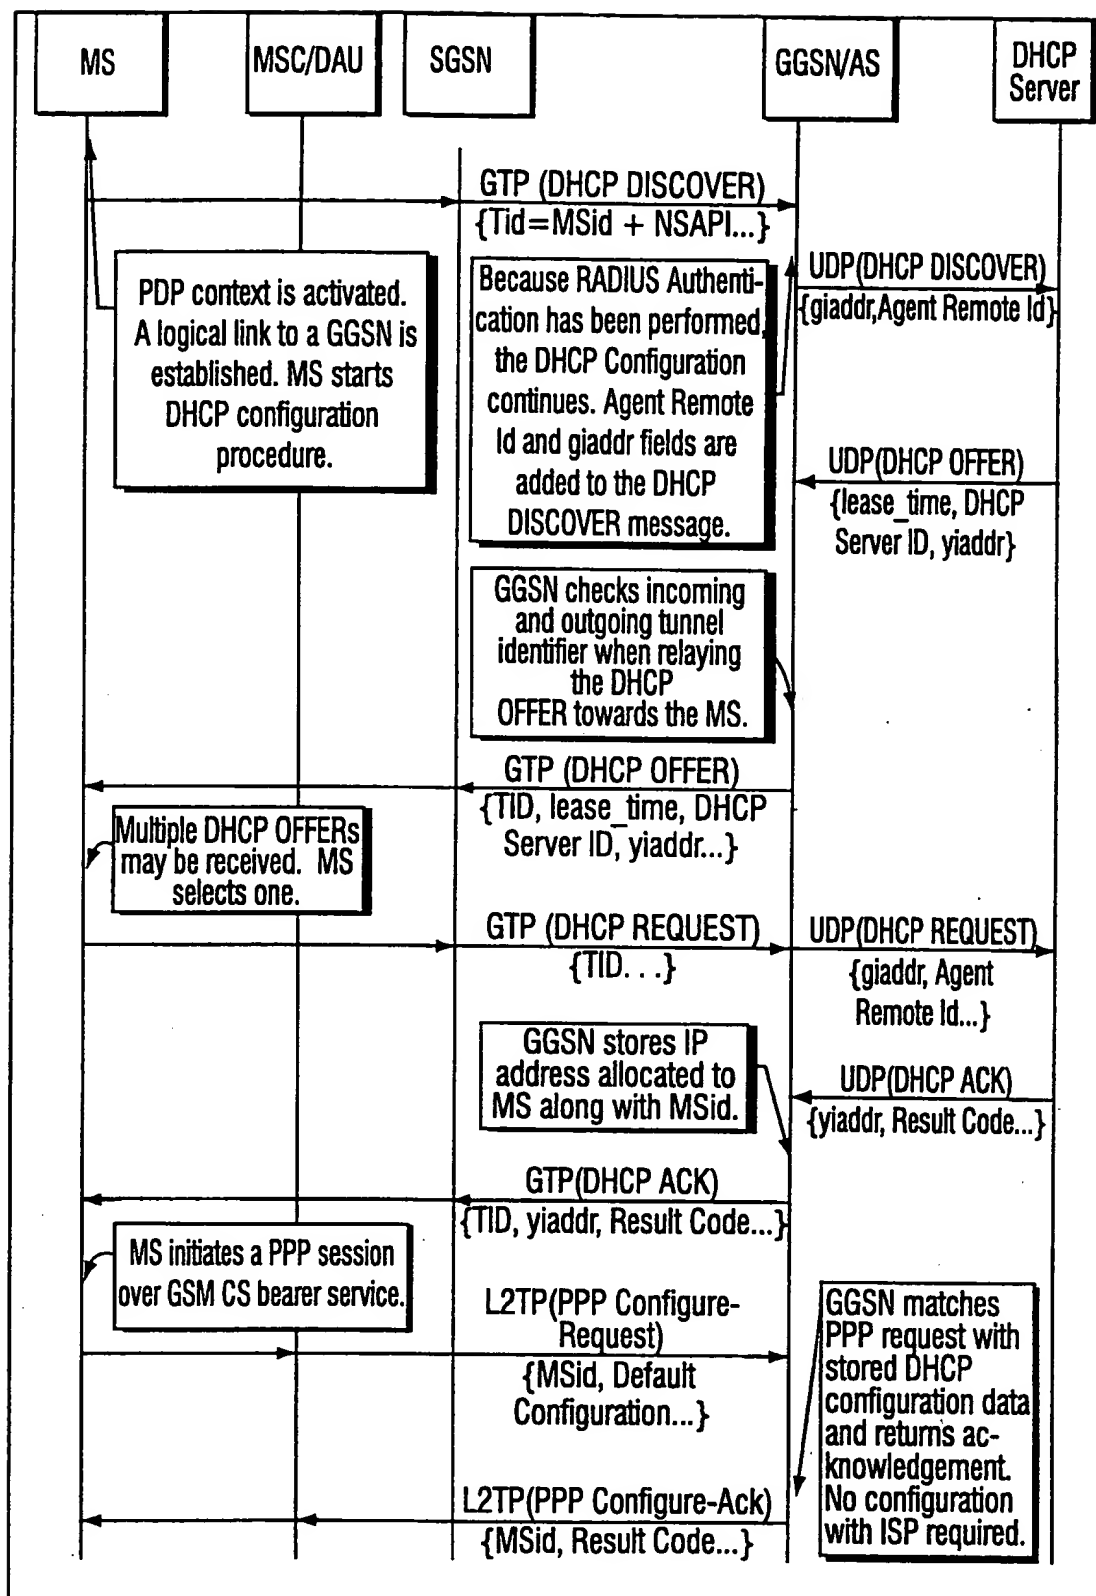 MS
MSC/DAU
SGSN
GGSN/AS
DHCP
Server
GTP (DHCP DISCOVER)
{Tid=MSid + NSAPI...}
PDP context is activated.
A logical link to a GGSN is
established. MS starts
DHCP configuration
procedure.
Because RADIUS Authenti-
cation has been performed,
the DHCP Configuration
continues. Agent Remote
Id and giaddr fields are
added to the DHCP
DISCOVER message.
UDP(DHCP DISCOVER)
{giaddr,Agent Remote Id}
UDP(DHCP OFFER)
{lease_time, DHCP
Server ID, yiaddr}
GGSN checks incoming
and outgoing tunnel
identifier when relaying
the DHCP
OFFER towards the MS.
GTP (DHCP OFFER)
{TID, lease_time, DHCP
Server ID, yiaddr...}
Multiple DHCP OFFERs
may be received. MS
selects one.
GTP (DHCP REQUEST)
{TID. . .}
UDP(DHCP REQUEST)
{giaddr, Agent
Remote Id...}
GGSN stores IP
address allocated to
MS along with MSid.
UDP(DHCP ACK)
{yiaddr, Result Code...}
GTP(DHCP ACK)
{TID, yiaddr, Result Code...}
MS initiates a PPP session
over GSM CS bearer service.
L2TP(PPP Configure-
Request)
{MSid, Default
Configuration...}
GGSN matches
PPP request with
stored DHCP
configuration data
and returns ac-
knowledgement.
No configuration
with ISP required.
L2TP(PPP Configure-Ack)
{MSid, Result Code...}